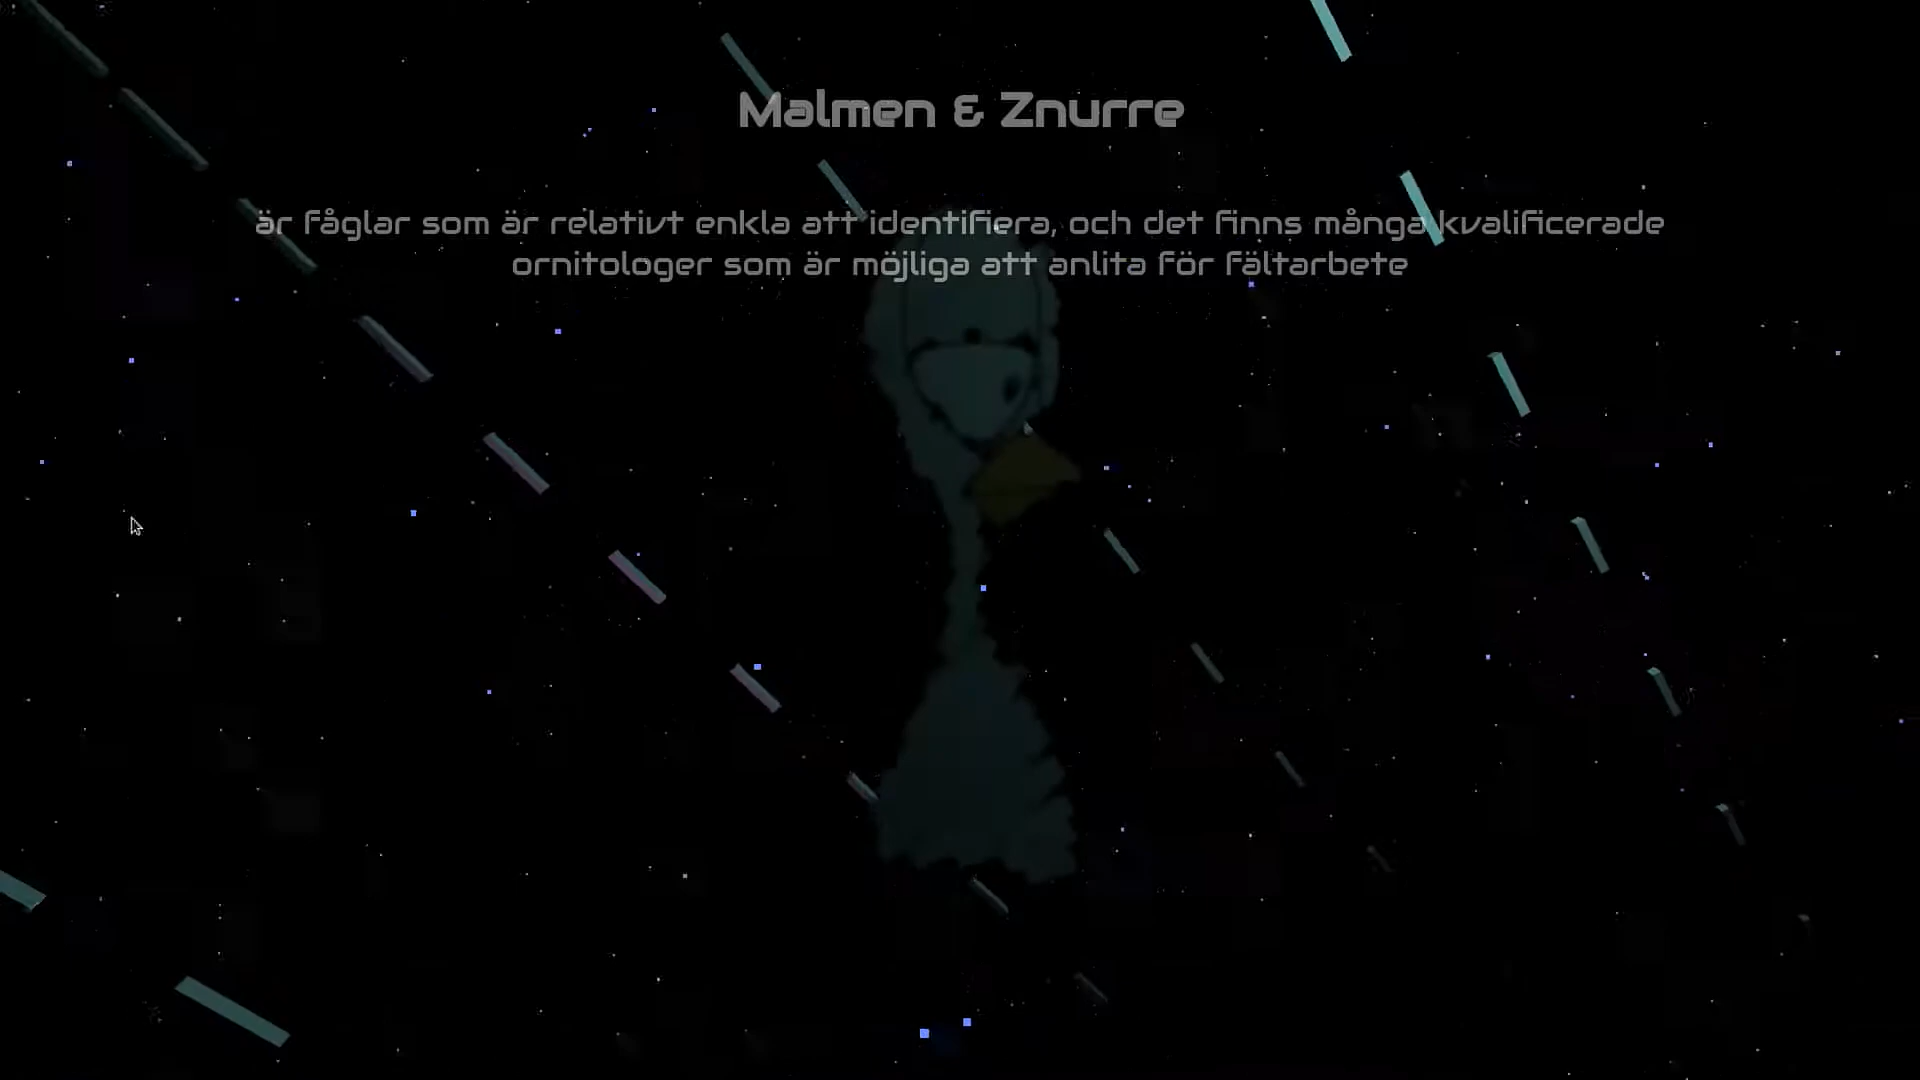 Malmen & Znurre
är fåglar som är relativt enkla att identifiera, och det finns många kvalificerade
ornitologer som är möjliga att anlita för fältarbete